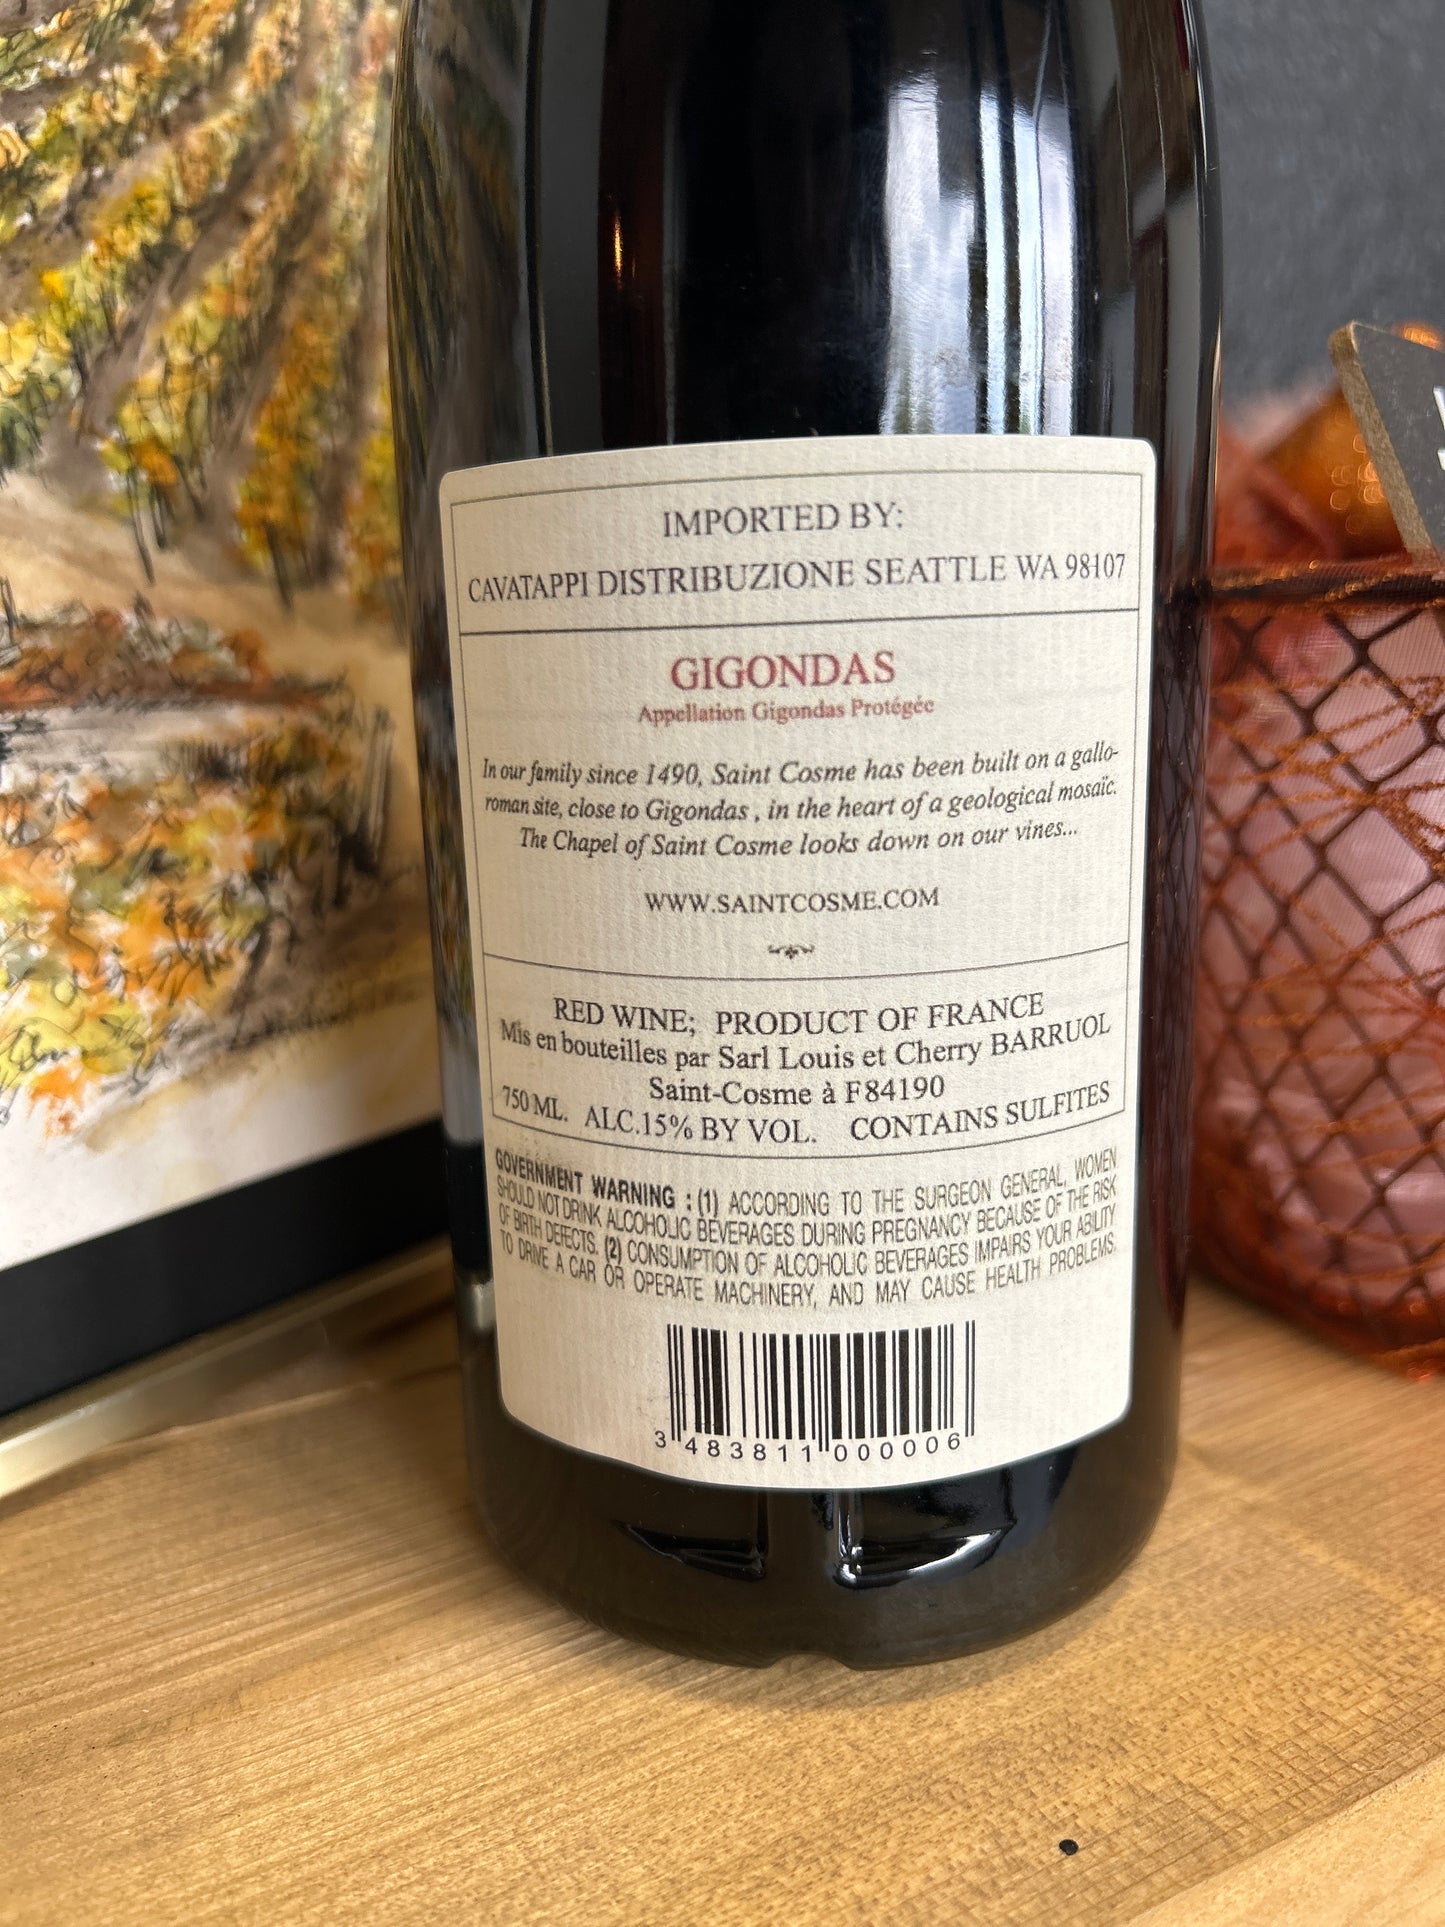 IMPORTED BY:
CAVATAPPI DISTRIBUZIONE SEATTLE WA 98107
GIGONDAS
Appellation Gigondas Protégée
In our family since 1490, Saint Cosme has been built on a gallo-
roman site, close to Gigondas , in the heart of a geological mosaïc.
The Chapel of Saint Cosme looks down on our vines...
WWW.SAINTCOSME.COM
RED WINE; PRODUCT OF FRANCE
Mis en bouteilles par Sarl Louis et Cherry BARRUOL
Saint-Cosme à F84190
750 ML. ALC.15% BY VOL. CONTAINS SULFITES
GOVERNMENT WARNING : (1) ACCORDING TO THE SURGEON GENERAL, WOMEN
SHOULD NOT DRINK ALCOHOLIC BEVERAGES DURING PREGNANCY BECAUSE OF THE RISK
OF BIRTH DEFECTS. (2) CONSUMPTION OF ALCOHOLIC BEVERAGES IMPAIRS YOUR ABILITY
TO DRIVE A CAR OR OPERATE MACHINERY, AND MAY CAUSE HEALTH PROBLEMS.
3 483811 000006